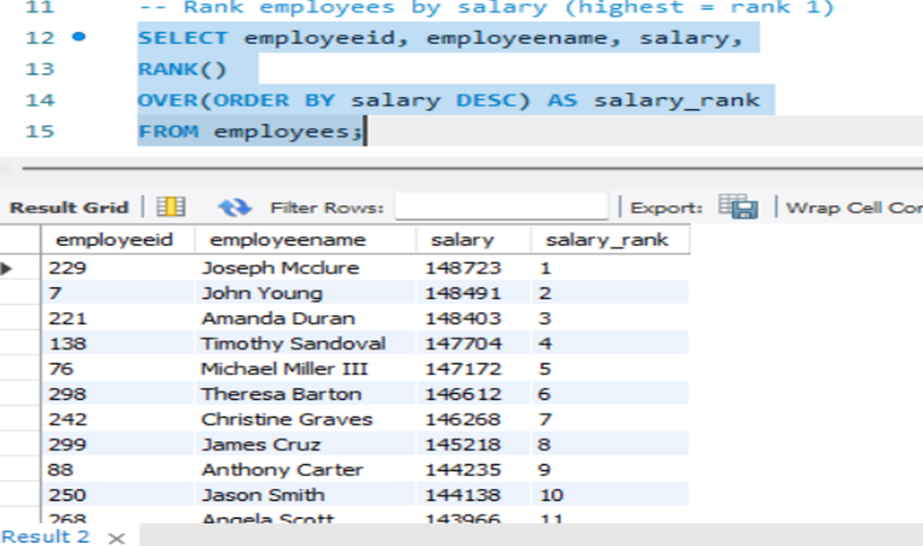 11 -- Rank employees by salary (highest = rank 1)
12 SELECT employeeid, employeename, salary,
13 RANK()
14 OVER(ORDER BY salary DESC) AS salary_rank
15 FROM employees;
Result Grid Filter Rows: Export: Wrap Cell Con
employeeid employeename salary salary_rank
229 Joseph Mcclure 148723 1
7 John Young 148491 2
221 Amanda Duran 148403 3
138 Timothy Sandoval 147704 4
76 Michael Miller III 147172 5
298 Theresa Barton 146612 6
242 Christine Graves 146268 7
299 James Cruz 145218 8
88 Anthony Carter 144235 9
250 Jason Smith 144138 10
268 Angela Scott 143966 11
Result 2